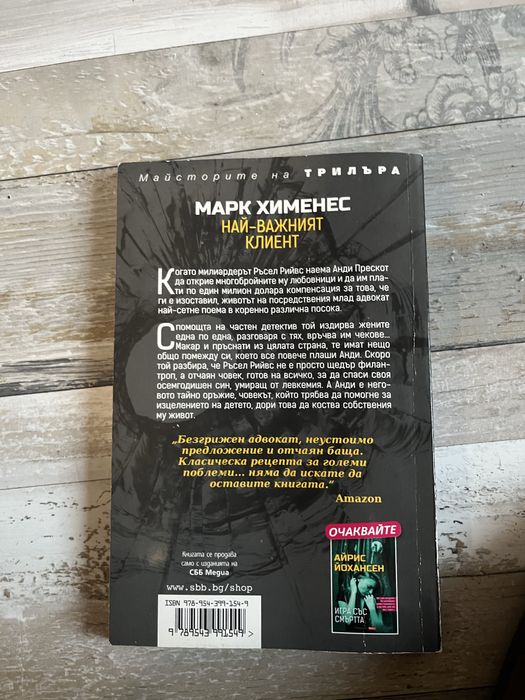 Майсторите на ТРИЛЪРА
МАРК ХИМЕНЕС
НАЙ-ВАЖНИЯТ
КЛИЕНТ
Когато милиардерът Ръсел Рийвс наема Анди Прескот
да открие многобройните му любовници и да им пла-
ти по един милион долара компенсация за това, че
ги е изоставил, животът на посредствения млад адвокат
най-сетне поема в коренно различна посока.
С помощта на частен детектив той издирва жените
една по една, разговаря с тях, връчва им чекове...
Макар и пръснати из цялата страна, те имат нещо
общо помежду си, което все повече плаши Анди. Скоро
той разбира, че Ръсел Рийвс не е просто щедър филан-
троп, а отчаян човек, готов на всичко, за да спаси своя
осемгодишен син, умиращ от левкемия. А Анди е него-
вото тайно оръжие, човекът, който трябва да помогне за
изцелението на детето, дори това да коства собствения
му живот.
„Безгрижен адвокат, неустоимо
предложение и отчаян баща.
Класическа рецепта за големи
поблеми... няма да искате да
оставите книгата.“
Amazon
ОЧАКВАЙТЕ
АЙРИС
ЙОХАНСЕН
ИГРА СЪС
СМЪРТТА
Книгата се продава
само с изданията на
СББ Медиа
www.sbb.bg/shop
ISBN 978-954-399-154-9
9 789543 991549 >